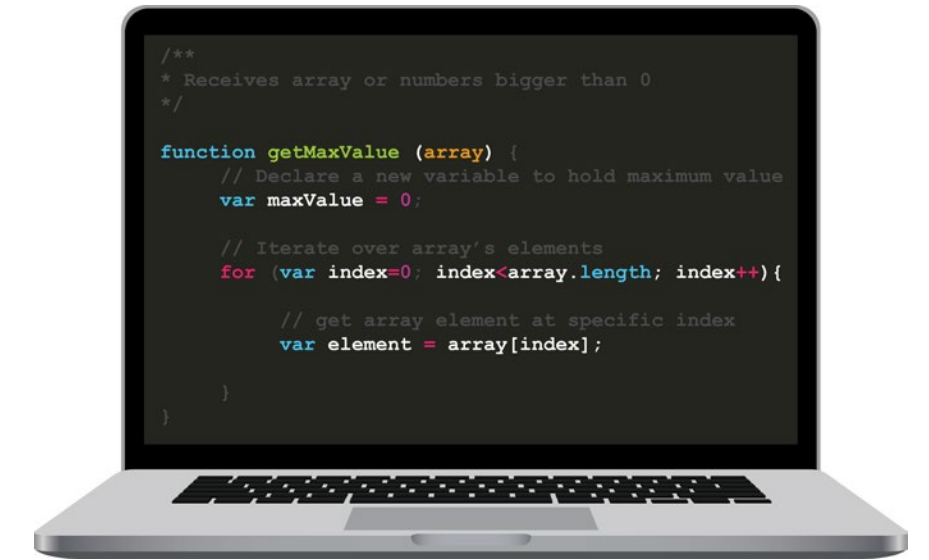 /**
* Receives array or numbers bigger than 0
*/
function getMaxValue (array) {
// Declare a new variable to hold maximum value
var maxValue = 0;
// Iterate over array’s elements
for (var index=0; index<array.length; index++){
// get array element at specific index
var element = array[index];
}
}